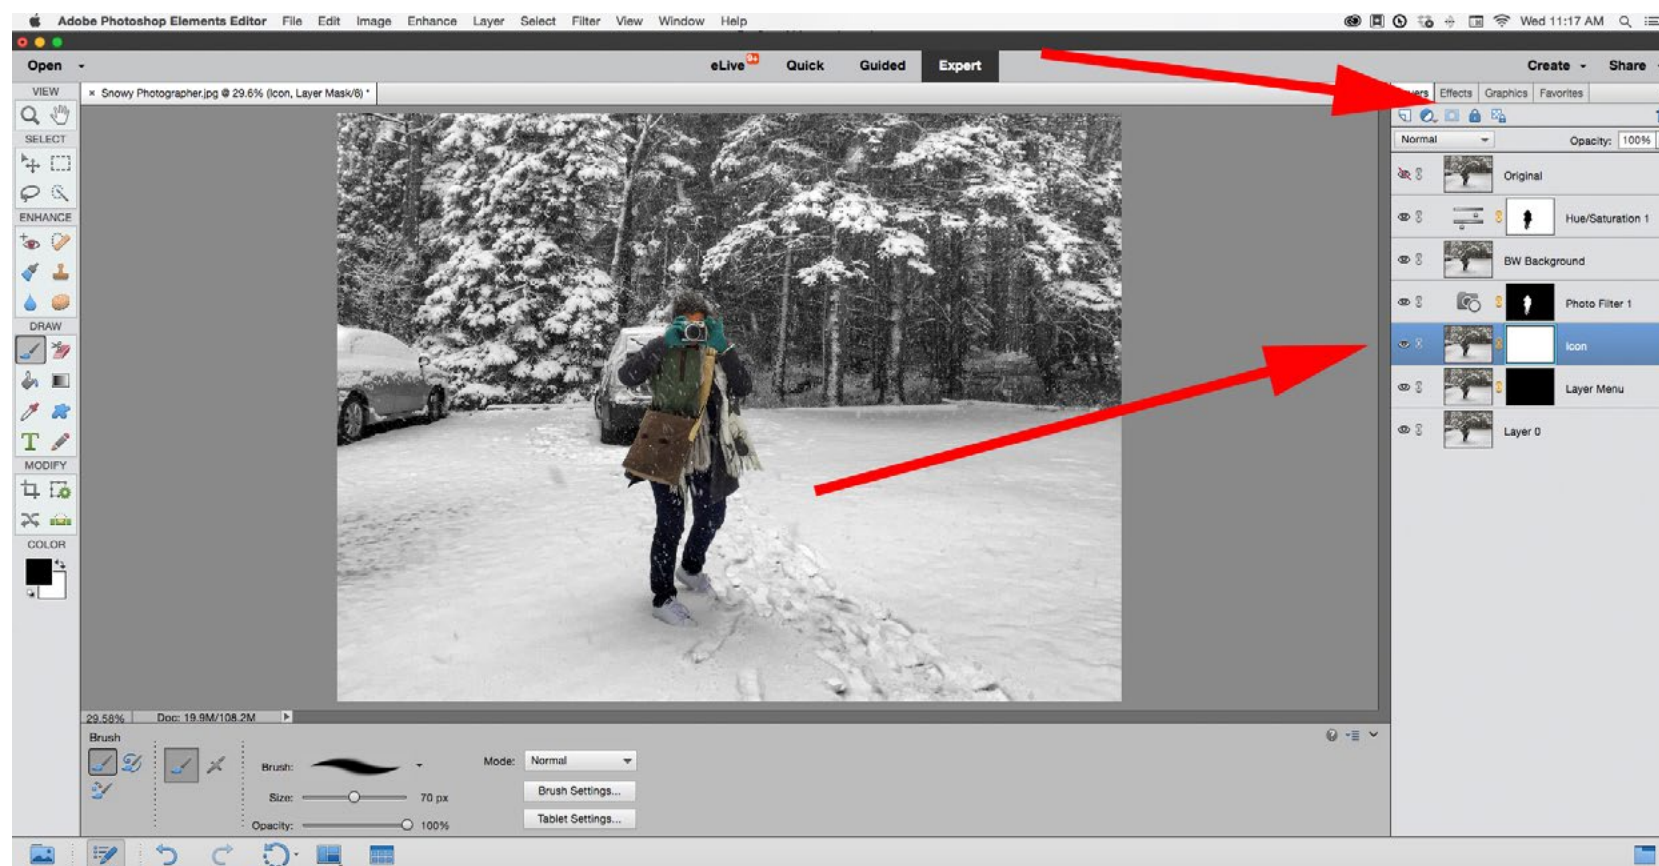 Adobe Photoshop Elements Editor File Edit Image Enhance Layer Select Filter View Window Help Wed 11:17 AM
Open eLive 9+ Quick Guided Expert Create Share
VIEW
× Snowy Photographer.jpg @ 29.6% (Icon, Layer Mask/8) *
Effects Graphics Favorites
SELECT
Normal Opacity: 100%
Original
ENHANCE
Hue/Saturation 1
BW Background
Photo Filter 1
DRAW
Icon
Layer Menu
Layer 0
T
MODIFY
COLOR
29.58% Doc: 19.9M/108.2M
Brush
Brush: Mode: Normal
Size: 70 px Brush Settings...
Opacity: 100% Tablet Settings...